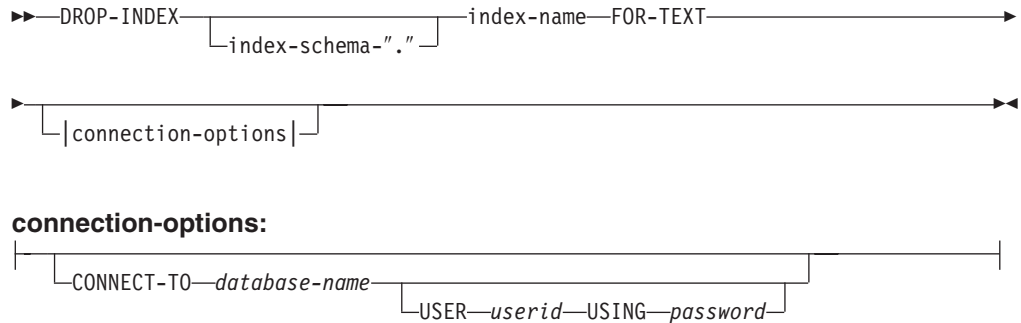 DROP-INDEX index-name FOR-TEXT
index-schema-"."
|connection-options|
connection-options:
CONNECT-TO database-name
USER userid USING password